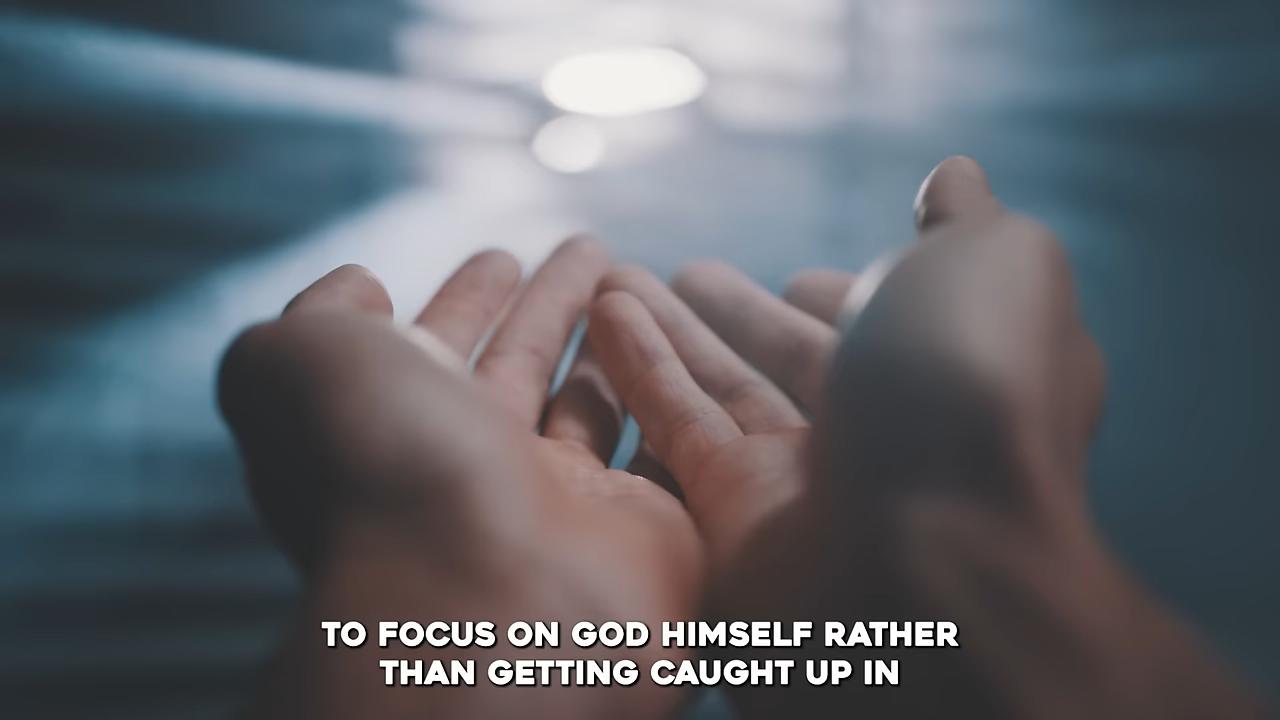 TO FOCUS ON GOD HIMSELF RATHER
THAN GETTING CAUGHT UP IN